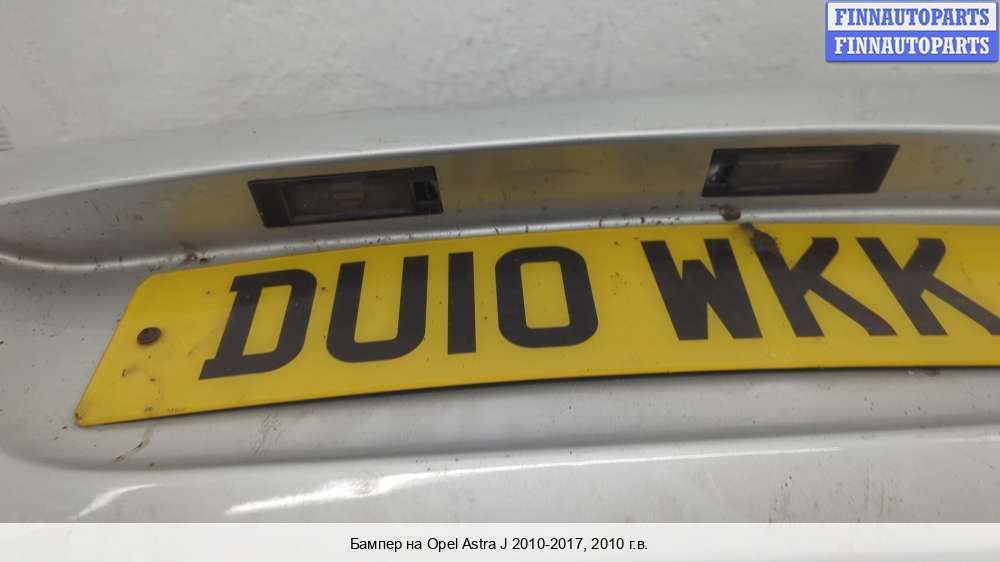 FINNAUTOPARTS
FINNAUTOPARTS
DU10 WKK
Бампер на Opel Astra J 2010-2017, 2010 г.в.